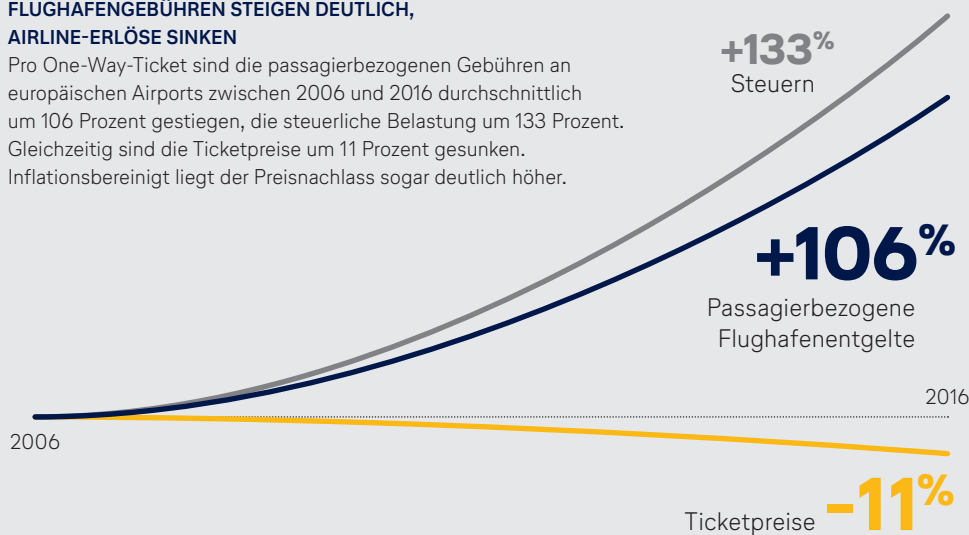 FLUGHAFENGEBÜHREN STEIGEN DEUTLICH,
AIRLINE-ERLÖSE SINKEN
Pro One-Way-Ticket sind die passagierbezogenen Gebühren an
europäischen Airports zwischen 2006 und 2016 durchschnittlich
um 106 Prozent gestiegen, die steuerliche Belastung um 133 Prozent.
Gleichzeitig sind die Ticketpreise um 11 Prozent gesunken.
Inflationsbereinigt liegt der Preisnachlass sogar deutlich höher.
+133%
Steuern
+106%
Passagierbezogene
Flughafenentgelte
2016
2006
Ticketpreise -11%